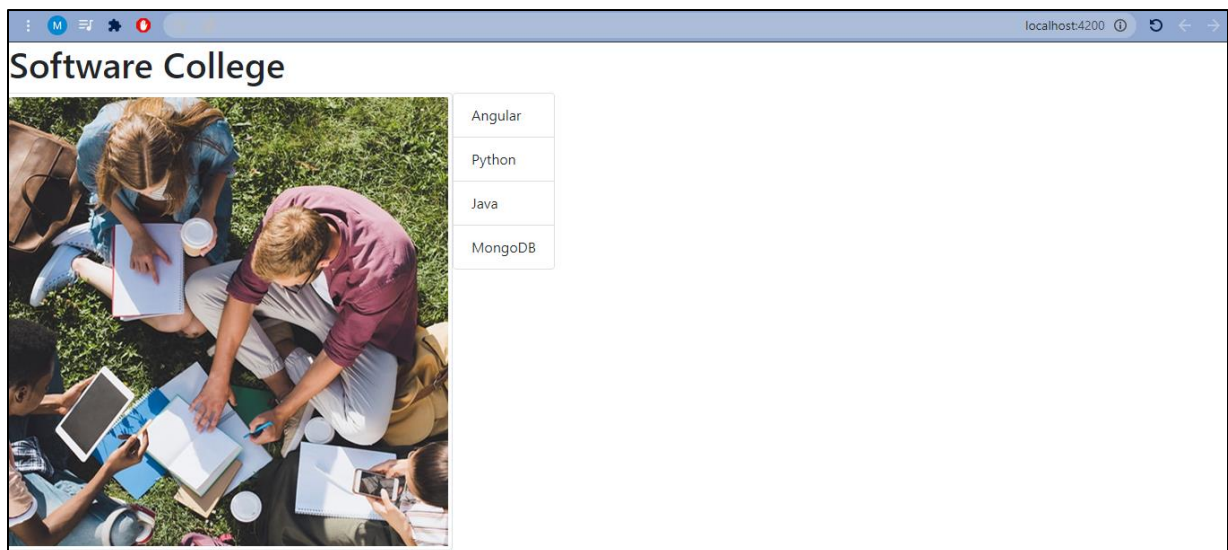 M
localhost:4200
Software College
Angular
Python
Java
MongoDB